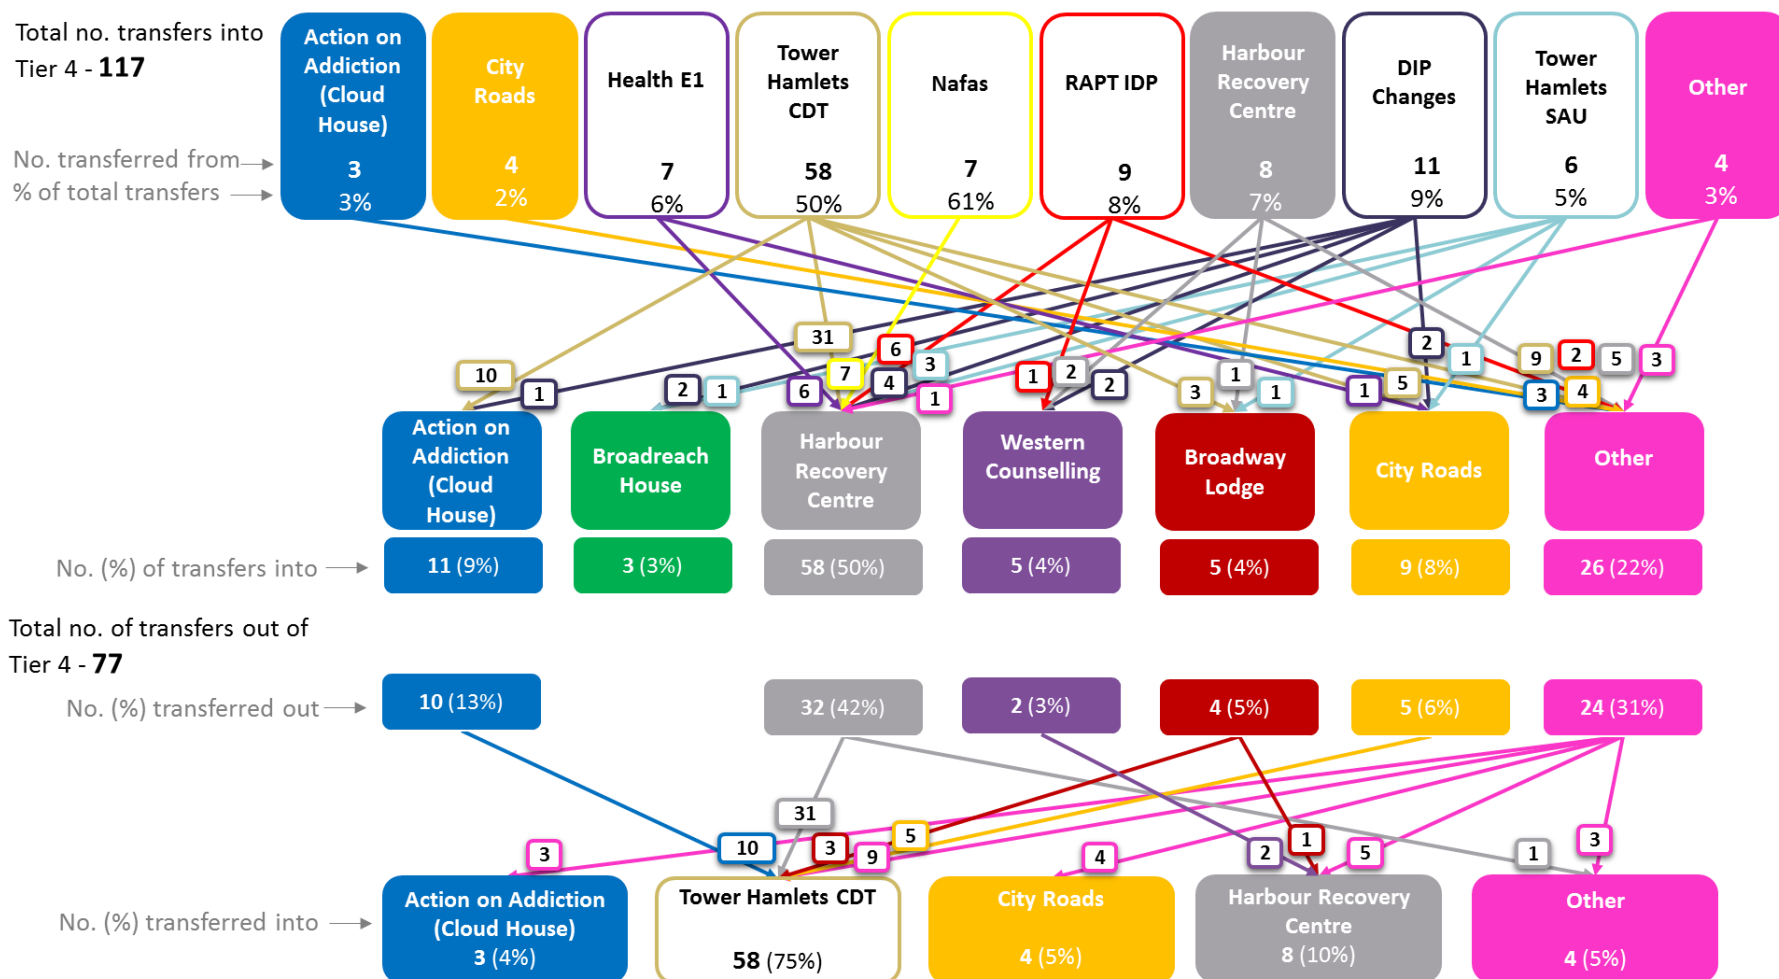 Total no. transfers into
Tier 4 - 117
No. transferred from
% of total transfers
Action on
Addiction
(Cloud
House)
3
3%
City
Roads
4
2%
Health E1
7
6%
Tower
Hamlets
CDT
58
50%
Nafas
7
61%
RAPT IDP
9
8%
Harbour
Recovery
Centre
8
7%
DIP
Changes
11
9%
Tower
Hamlets
SAU
6
5%
Other
4
3%
31
6
3
2
1
9
2
5
3
10
1
2
1
6
7
4
1
1
2
2
3
1
1
1
5
3
4
Action on
Addiction
(Cloud
House)
Broadreach
House
Harbour
Recovery
Centre
Western
Counselling
Broadway
Lodge
City Roads
Other
No. (%) of transfers into
11 (9%)
3 (3%)
58 (50%)
5 (4%)
5 (4%)
9 (8%)
26 (22%)
Total no. of transfers out of
Tier 4 - 77
No. (%) transferred out
10 (13%)
32 (42%)
2 (3%)
4 (5%)
5 (6%)
24 (31%)
31
3
10
3
5
9
4
2
1
5
1
3
No. (%) transferred into
Action on Addiction
(Cloud House)
3 (4%)
Tower Hamlets CDT
58 (75%)
City Roads
4 (5%)
Harbour Recovery
Centre
8 (10%)
Other
4 (5%)